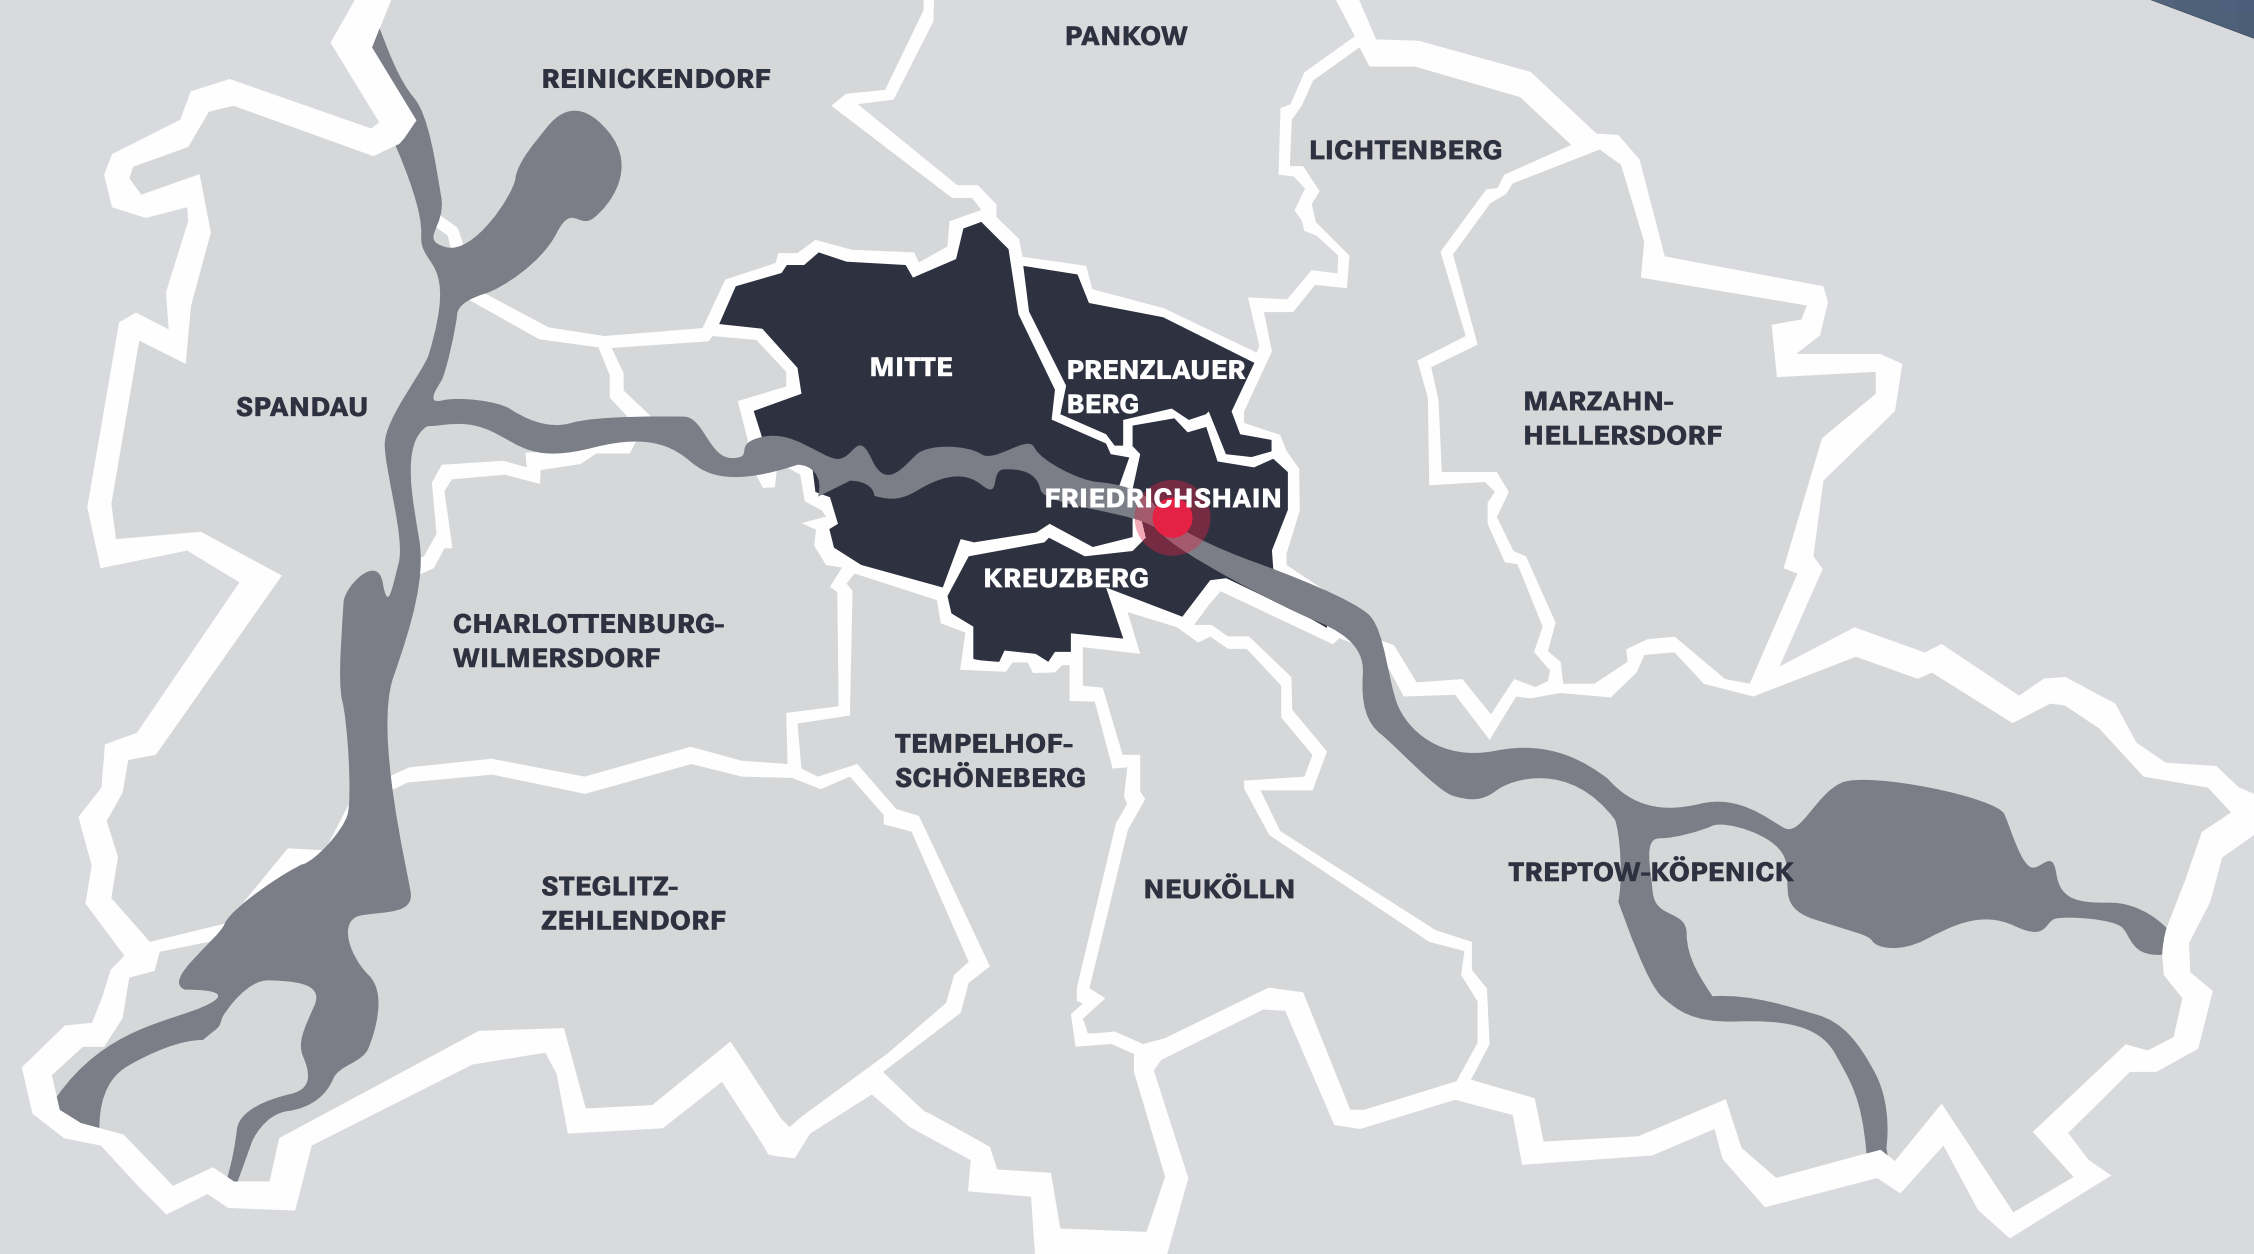 PANKOW
REINICKENDORF
LICHTENBERG
MITTE
PRENZLAUER
BERG
SPANDAU
MARZAHN-
HELLERSDORF
FRIEDRICHSHAIN
KREUZBERG
CHARLOTTENBURG-
WILMERSDORF
TEMPELHOF-
SCHÖNEBERG
STEGLITZ-
ZEHLENDORF
NEUKÖLLN
TREPTOW-KÖPENICK